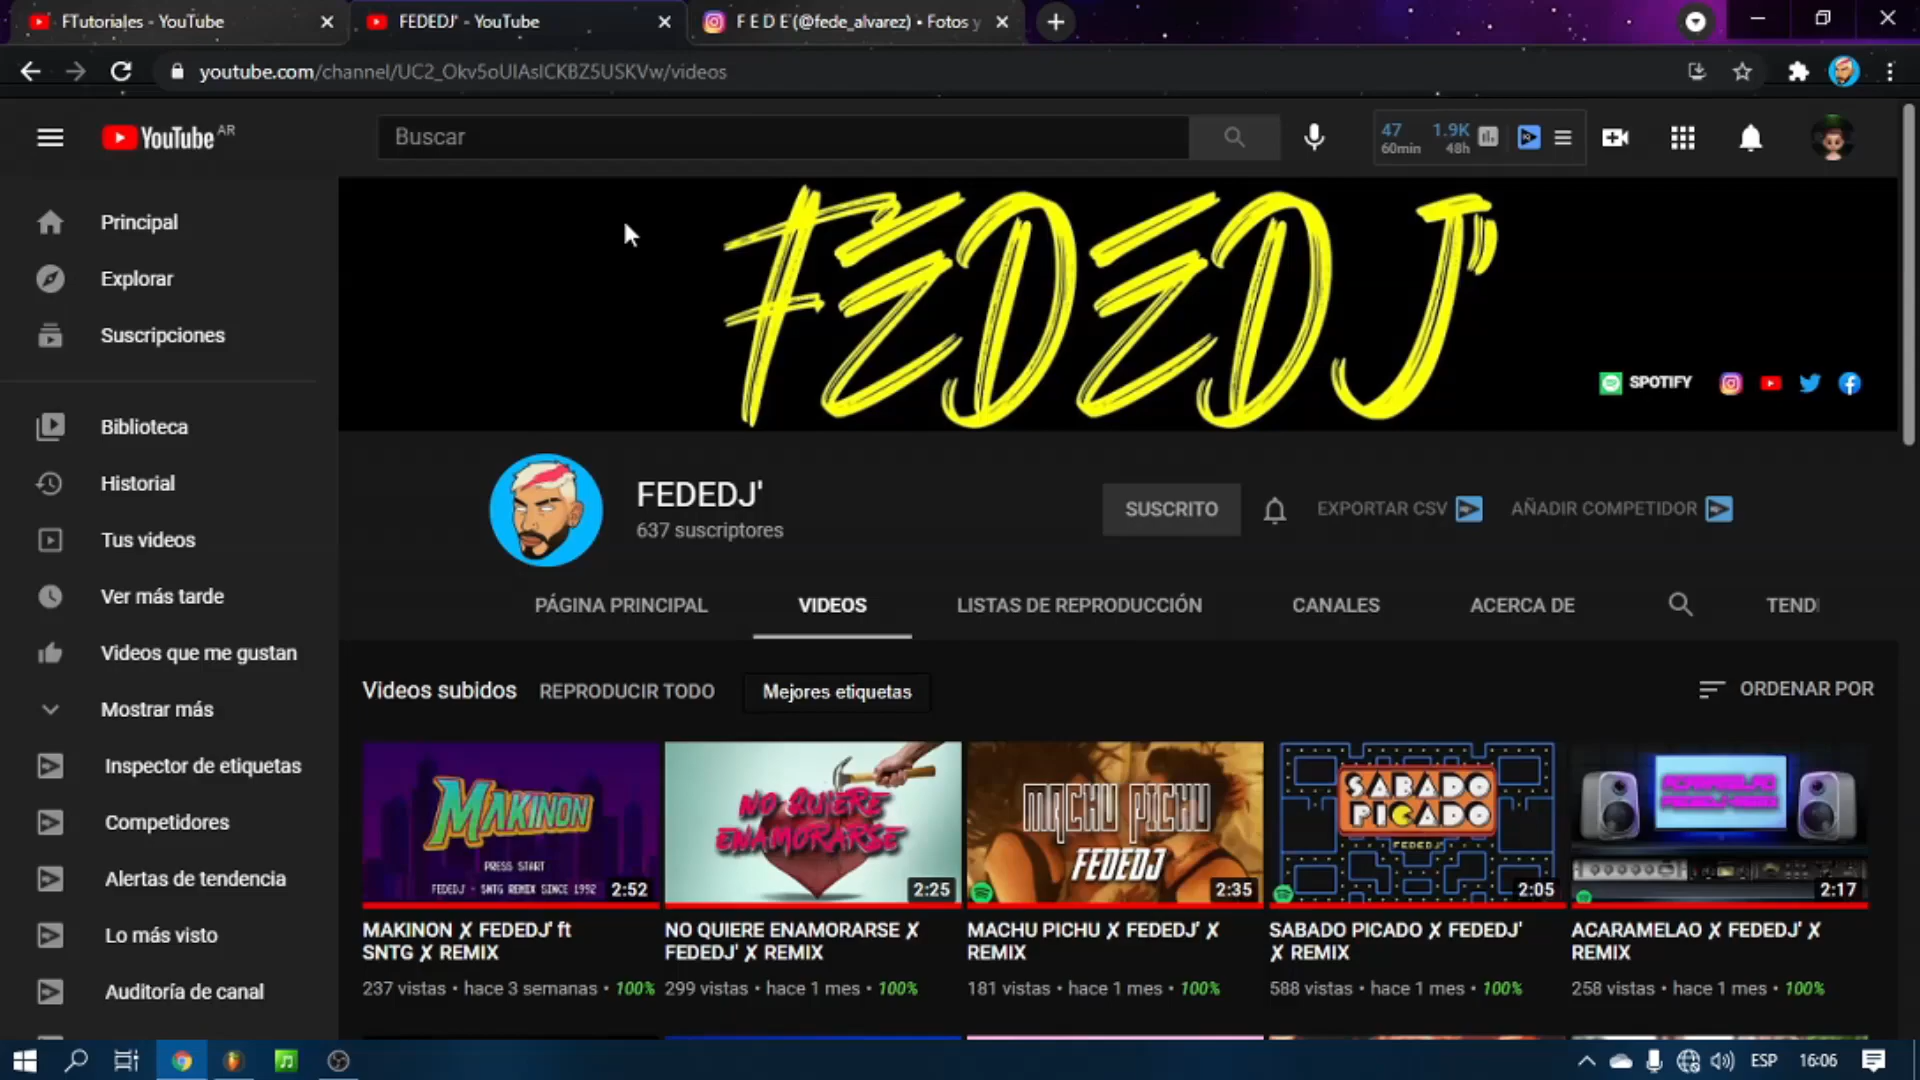 FTutoriales - YouTube
FEDEDJ' - YouTube
F E D E (@fede_alvarez) • Fotos y
youtube.com/channel/UC2_Okv5oUIAsICKBZ5USKVw/videos
YouTube AR
Buscar
47 60min
1.9K 48h
Principal
Explorar
Suscripciones
Biblioteca
Historial
Tus videos
Ver más tarde
Videos que me gustan
Mostrar más
Inspector de etiquetas
Competidores
Alertas de tendencia
Lo más visto
Auditoría de canal
FEDEDJ'
SPOTIFY
FEDEDJ'
637 suscriptores
SUSCRITO
EXPORTAR CSV
AÑADIR COMPETIDOR
PÁGINA PRINCIPAL
VIDEOS
LISTAS DE REPRODUCCIÓN
CANALES
ACERCA DE
TEND
Videos subidos
REPRODUCIR TODO
Mejores etiquetas
ORDENAR POR
MAKINON
PRESS START
FEDEDJ' - SNTG REMIX SINCE 1992
2:52
MAKINON ✗ FEDEDJ' ft
SNTG ✗ REMIX
237 vistas • hace 3 semanas • 100%
NO QUIERE
ENAMORARSE
2:25
NO QUIERE ENAMORARSE ✗
FEDEDJ' ✗ REMIX
299 vistas • hace 1 mes • 100%
MACHU PICHU
FEDEDJ
2:35
MACHU PICHU ✗ FEDEDJ' ✗
REMIX
181 vistas • hace 1 mes • 100%
SABADO
PICADO
FEDEDJ'
2:05
SABADO PICADO ✗ FEDEDJ'
✗ REMIX
588 vistas • hace 1 mes • 100%
ACARAMELAO
2:17
ACARAMELAO ✗ FEDEDJ' ✗
REMIX
258 vistas • hace 1 mes • 100%
ESP
16:06